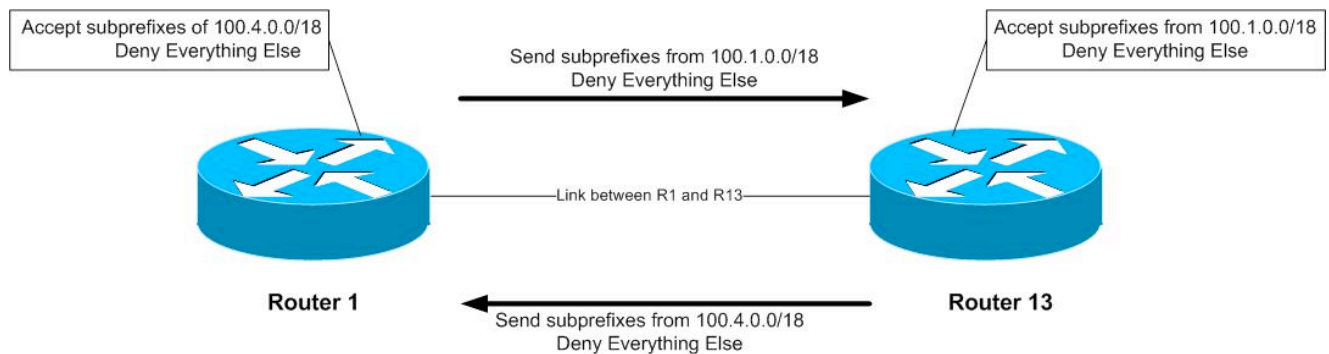 Accept subprefixes of 100.4.0.0/18
Deny Everything Else
Send subprefixes from 100.1.0.0/18
Deny Everything Else
Accept subprefixes from 100.1.0.0/18
Deny Everything Else
Link between R1 and R13
Router 1
Router 13
Send subprefixes from 100.4.0.0/18
Deny Everything Else